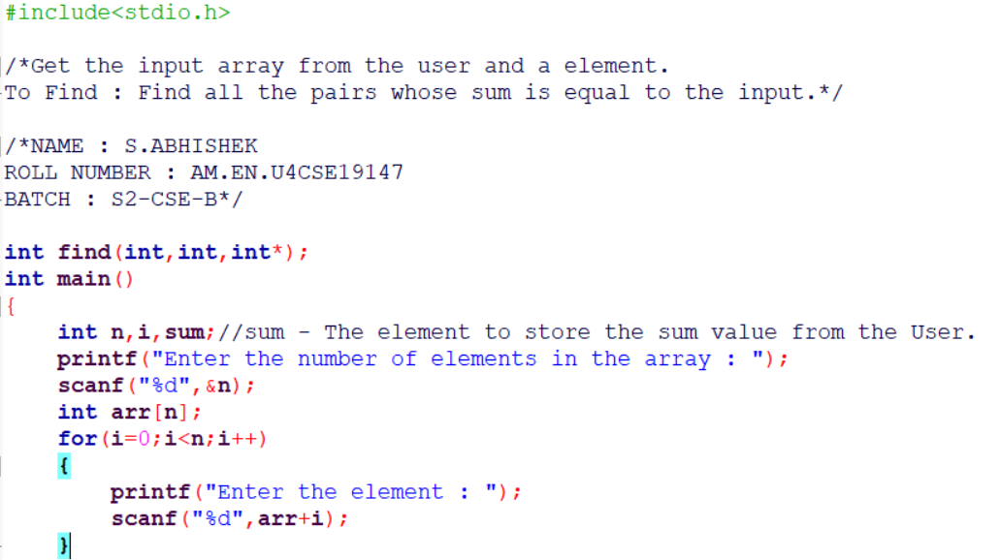 #include<stdio.h>
/*Get the input array from the user and a element.
To Find : Find all the pairs whose sum is equal to the input.*/
/*NAME : S.ABHISHEK
ROLL NUMBER : AM.EN.U4CSE19147
BATCH : S2-CSE-B*/
int find(int,int,int*);
int main()
{
int n,i,sum;//sum - The element to store the sum value from the User.
printf("Enter the number of elements in the array : ");
scanf("%d",&n);
int arr[n];
for(i=0;i<n;i++)
{
printf("Enter the element : ");
scanf("%d",arr+i);
}